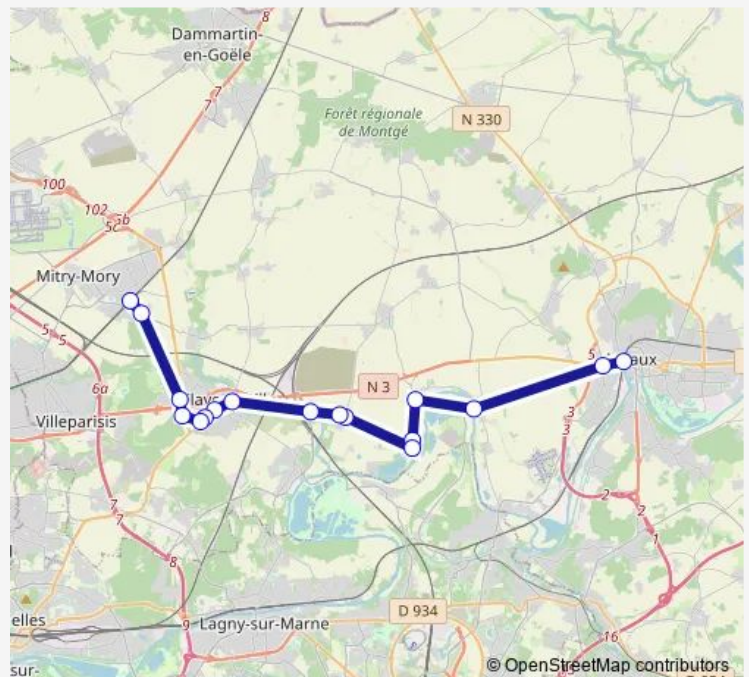 8
Dammartin-
en-Goële
7
7
Forêt régionale
de Montgé
N 330
100
102
5b
5c
Mitry-Mory
5
5
6a
N 3
5
Villeparisis
3
3
7
7
2
2
1
8
elles
9
Lagny-sur-Marne
D 934
16
sur-
© OpenStreetMap contributors